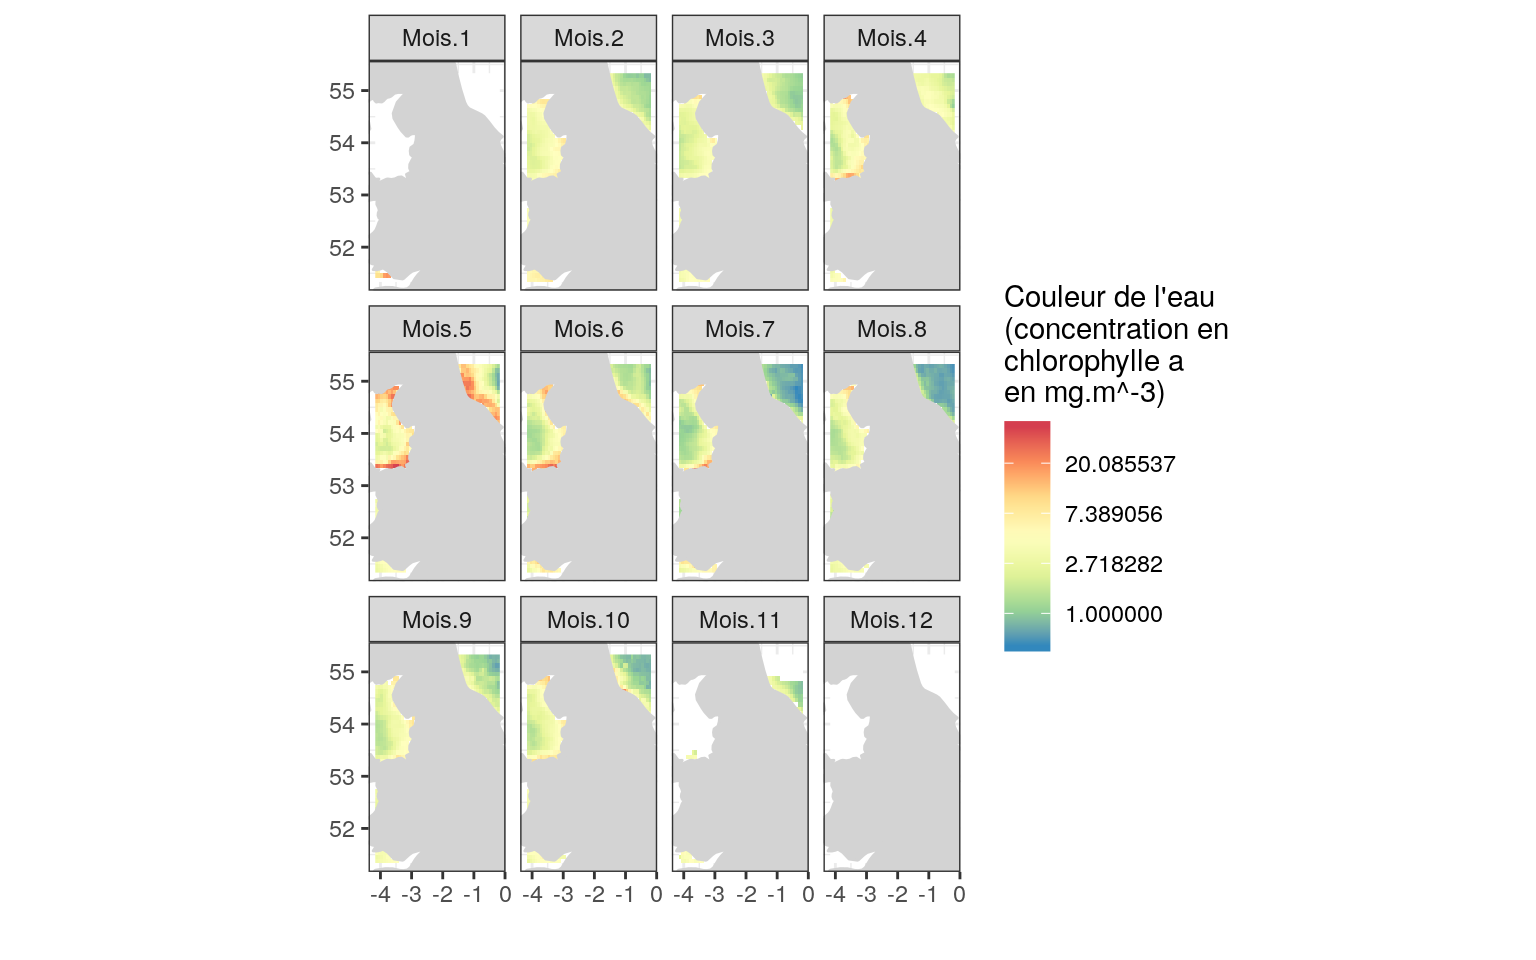 Mois.1 Mois.2 Mois.3 Mois.4
55
54
53
52
Mois.5 Mois.6 Mois.7 Mois.8
55
54
53
52
Mois.9 Mois.10 Mois.11 Mois.12
55
54
53
52
-4 -3 -2 -1 0 -4 -3 -2 -1 0 -4 -3 -2 -1 0 -4 -3 -2 -1 0
Couleur de l'eau
(concentration en
chlorophylle a
en mg.m^-3)
20.085537
7.389056
2.718282
1.000000